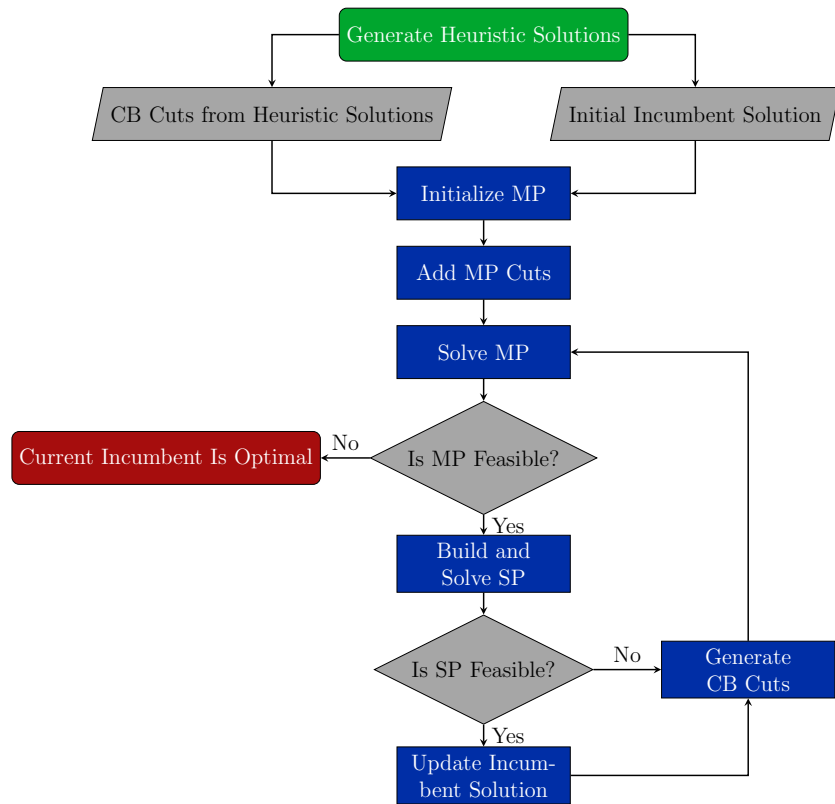 Generate Heuristic Solutions
CB Cuts from Heuristic Solutions
Initial Incumbent Solution
Initialize MP
Add MP Cuts
Solve MP
Is MP Feasible?
No
Current Incumbent Is Optimal
Yes
Build and
Solve SP
Is SP Feasible?
No
Generate
CB Cuts
Yes
Update Incum-
bent Solution